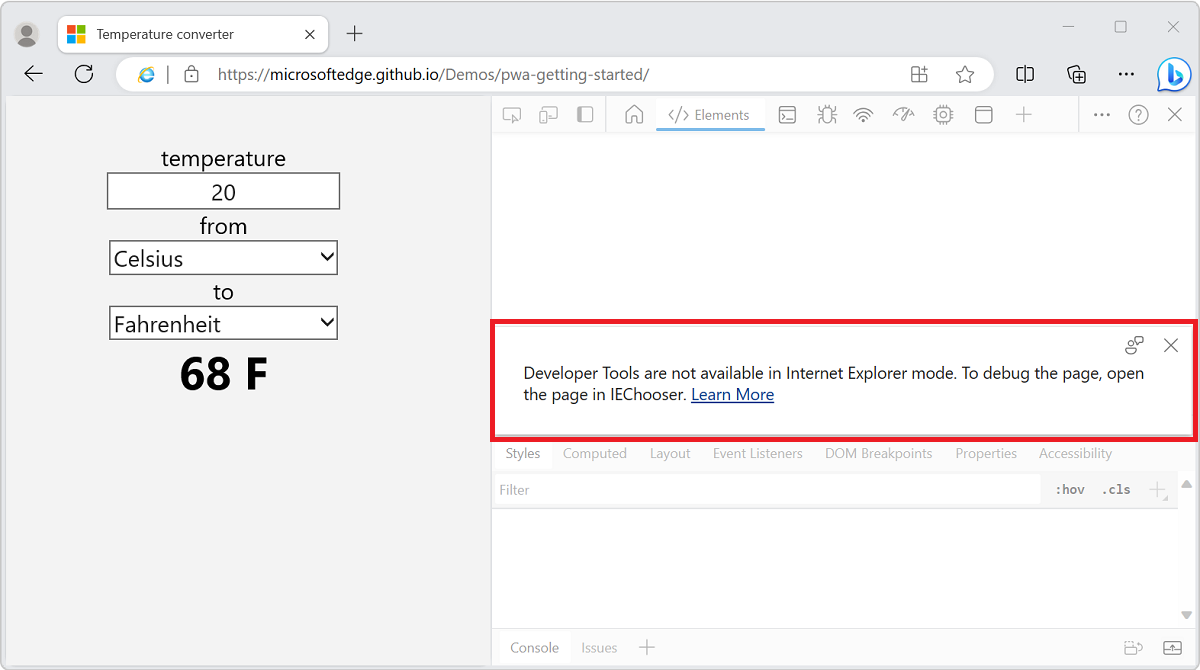 Temperature converter
https://microsoftedge.github.io/Demos/pwa-getting-started/
temperature
20
from
Celsius
to
Fahrenheit
68 F
Elements
Developer Tools are not available in Internet Explorer mode. To debug the page, open
the page in IEChooser. Learn More
Styles Computed Layout Event Listeners DOM Breakpoints Properties Accessibility
Filter :hov .cls
Console Issues